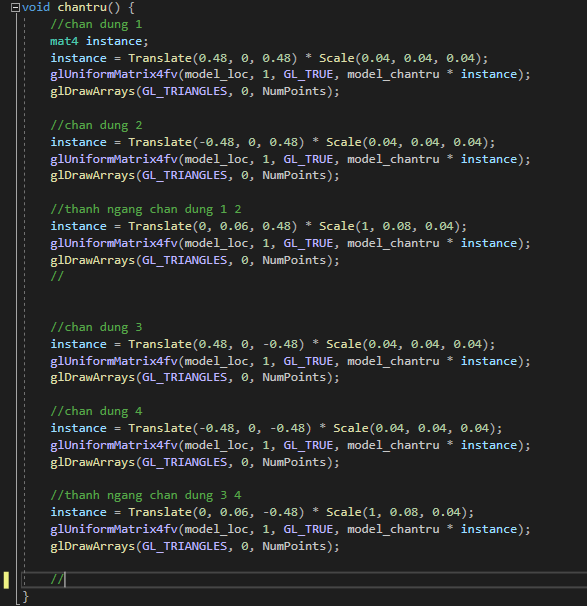 void chantru() {
//chan dung 1
mat4 instance;
instance = Translate(0.48, 0, 0.48) * Scale(0.04, 0.04, 0.04);
glUniformMatrix4fv(model_loc, 1, GL_TRUE, model_chantru * instance);
glDrawArrays(GL_TRIANGLES, 0, NumPoints);
//chan dung 2
instance = Translate(-0.48, 0, 0.48) * Scale(0.04, 0.04, 0.04);
glUniformMatrix4fv(model_loc, 1, GL_TRUE, model_chantru * instance);
glDrawArrays(GL_TRIANGLES, 0, NumPoints);
//thanh ngang chan dung 1 2
instance = Translate(0, 0.06, 0.48) * Scale(1, 0.08, 0.04);
glUniformMatrix4fv(model_loc, 1, GL_TRUE, model_chantru * instance);
glDrawArrays(GL_TRIANGLES, 0, NumPoints);
//
//chan dung 3
instance = Translate(0.48, 0, -0.48) * Scale(0.04, 0.04, 0.04);
glUniformMatrix4fv(model_loc, 1, GL_TRUE, model_chantru * instance);
glDrawArrays(GL_TRIANGLES, 0, NumPoints);
//chan dung 4
instance = Translate(-0.48, 0, -0.48) * Scale(0.04, 0.04, 0.04);
glUniformMatrix4fv(model_loc, 1, GL_TRUE, model_chantru * instance);
glDrawArrays(GL_TRIANGLES, 0, NumPoints);
//thanh ngang chan dung 3 4
instance = Translate(0, 0.06, -0.48) * Scale(1, 0.08, 0.04);
glUniformMatrix4fv(model_loc, 1, GL_TRUE, model_chantru * instance);
glDrawArrays(GL_TRIANGLES, 0, NumPoints);
//
}